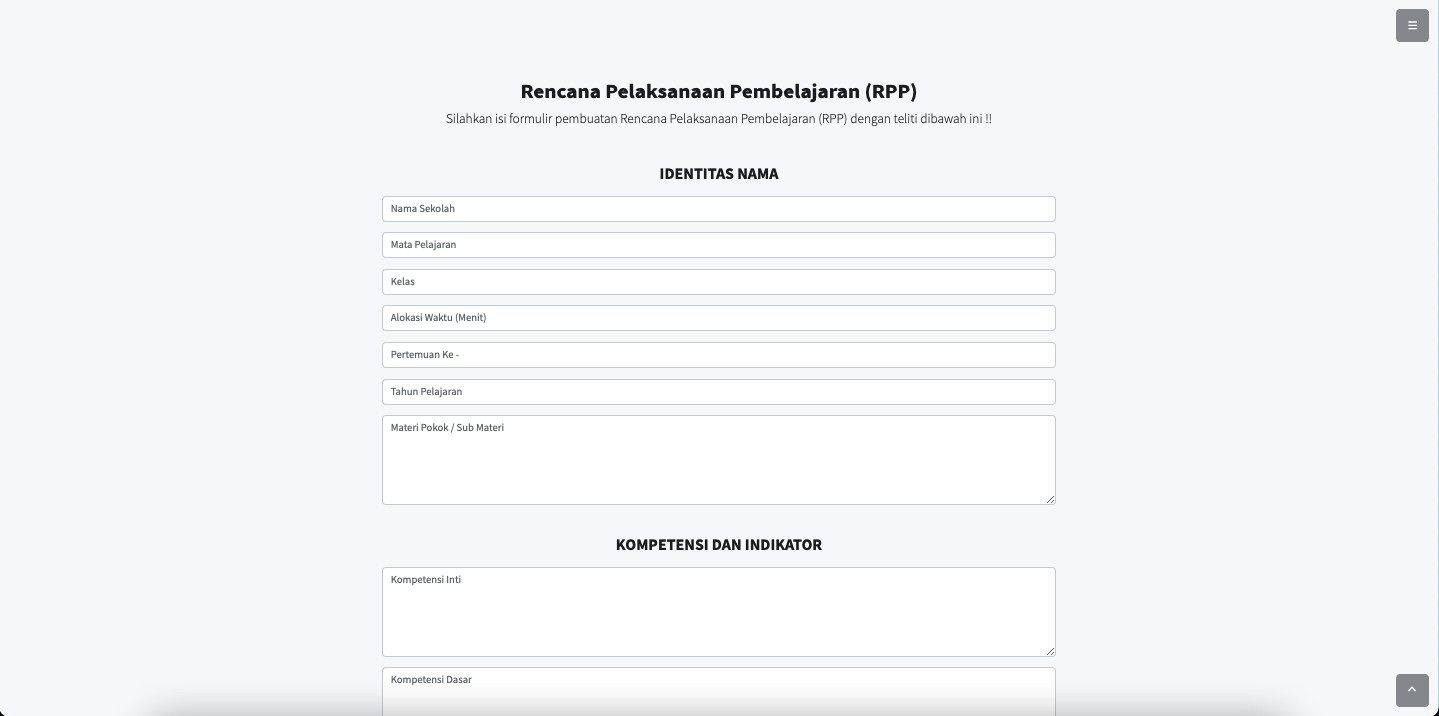 Rencana Pelaksanaan Pembelajaran (RPP)
Silahkan isi formulir pembuatan Rencana Pelaksanaan Pembelajaran (RPP) dengan teliti dibawah ini !!
IDENTITAS NAMA
Nama Sekolah
Mata Pelajaran
Kelas
Alokasi Waktu (Menit)
Pertemuan Ke -
Tahun Pelajaran
Materi Pokok / Sub Materi
KOMPETENSI DAN INDIKATOR
Kompetensi Inti
Kompetensi Dasar